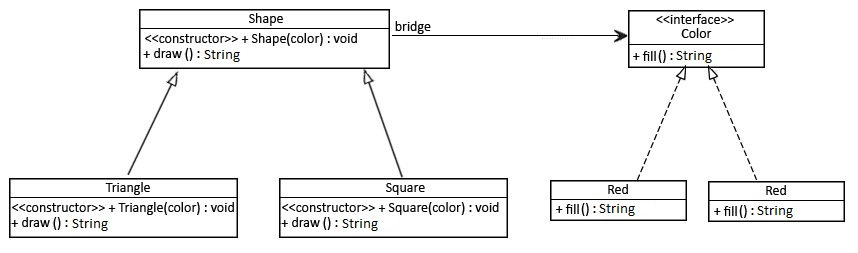 Shape
<<constructor>> + Shape(color) : void
+ draw () : String
bridge
<<interface>>
Color
+ fill() : String
Triangle
<<constructor>> + Triangle(color) : void
+ draw () : String
Square
<<constructor>> + Square(color) : void
+ draw () : String
Red
+ fill() : String
Red
+ fill() : String